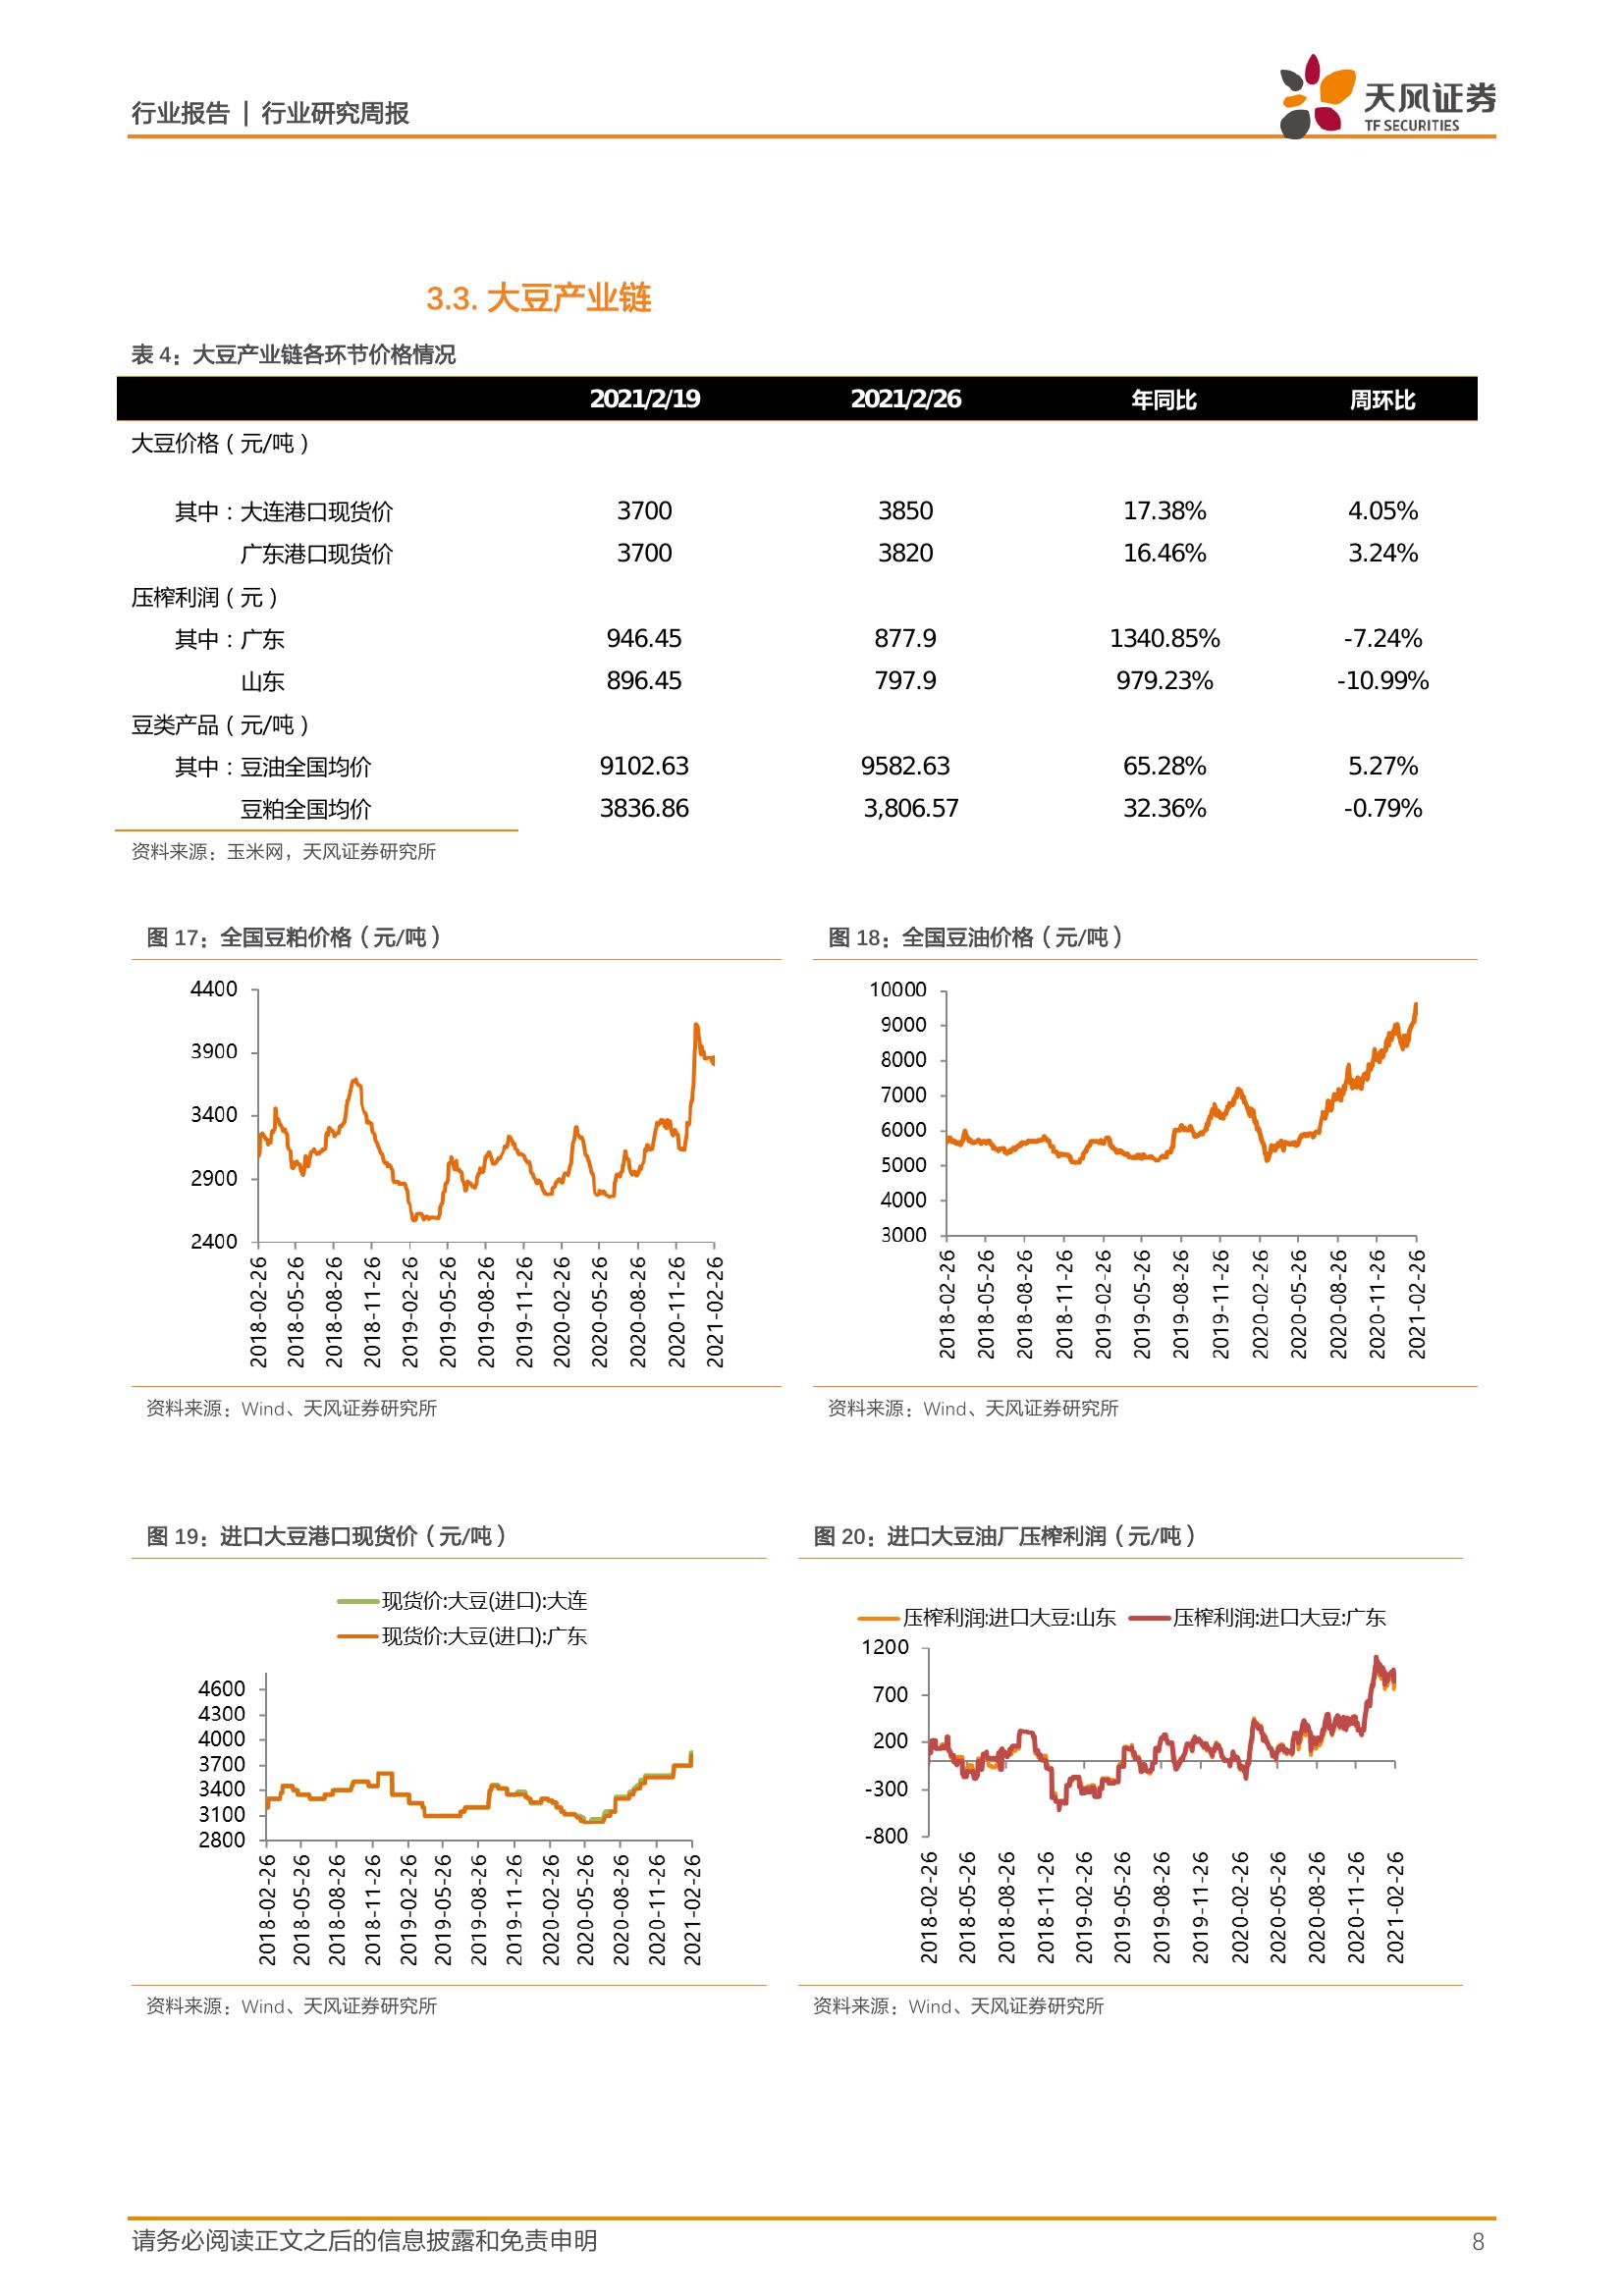 行业报告 | 行业研究周报
天风证券
TF SECURITIES
3.3. 大豆产业链
表 4：大豆产业链各环节价格情况
2021/2/19 2021/2/26 年同比 周环比
大豆价格（元/吨）
其中：大连港口现货价 3700 3850 17.38% 4.05%
广东港口现货价 3700 3820 16.46% 3.24%
压榨利润（元）
其中：广东 946.45 877.9 1340.85% -7.24%
山东 896.45 797.9 979.23% -10.99%
豆类产品（元/吨）
其中：豆油全国均价 9102.63 9582.63 65.28% 5.27%
豆粕全国均价 3836.86 3,806.57 32.36% -0.79%
资料来源：玉米网，天风证券研究所
图 17：全国豆粕价格（元/吨）
4400
3900
3400
2900
2400
2018-02-26 2018-05-26 2018-08-26 2018-11-26 2019-02-26 2019-05-26 2019-08-26 2019-11-26 2020-02-26 2020-05-26 2020-08-26 2020-11-26 2021-02-26
资料来源：Wind、天风证券研究所
图 18：全国豆油价格（元/吨）
10000
9000
8000
7000
6000
5000
4000
3000
2018-02-26 2018-05-26 2018-08-26 2018-11-26 2019-02-26 2019-05-26 2019-08-26 2019-11-26 2020-02-26 2020-05-26 2020-08-26 2020-11-26 2021-02-26
资料来源：Wind、天风证券研究所
图 19：进口大豆港口现货价（元/吨）
现货价:大豆(进口):大连
现货价:大豆(进口):广东
4600
4300
4000
3700
3400
3100
2800
2018-02-26 2018-05-26 2018-08-26 2018-11-26 2019-02-26 2019-05-26 2019-08-26 2019-11-26 2020-02-26 2020-05-26 2020-08-26 2020-11-26 2021-02-26
资料来源：Wind、天风证券研究所
图 20：进口大豆油厂压榨利润（元/吨）
压榨利润:进口大豆:山东 压榨利润:进口大豆:广东
1200
700
200
-300
-800
2018-02-26 2018-05-26 2018-08-26 2018-11-26 2019-02-26 2019-05-26 2019-08-26 2019-11-26 2020-02-26 2020-05-26 2020-08-26 2020-11-26 2021-02-26
资料来源：Wind、天风证券研究所
请务必阅读正文之后的信息披露和免责申明 8